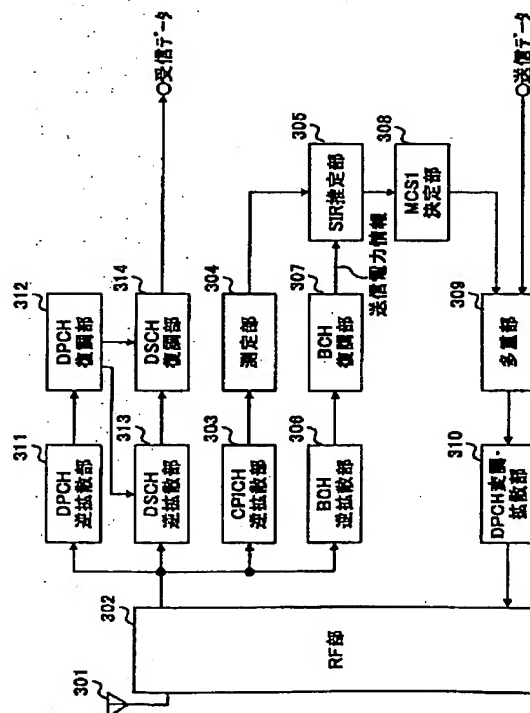 301
302
RF部
311
DPCH
逆拡散部
312
DPCH
復調部
313
DSCH
逆拡散部
314
DSCH
復調部
受信データ
303
CPICH
逆拡散部
304
測定部
305
SIR推定部
306
BCH
逆拡散部
307
BCH
復調部
送信電力情報
308
MCS1
決定部
309
多重部
310
DPCH変調・
拡散部
送信データ